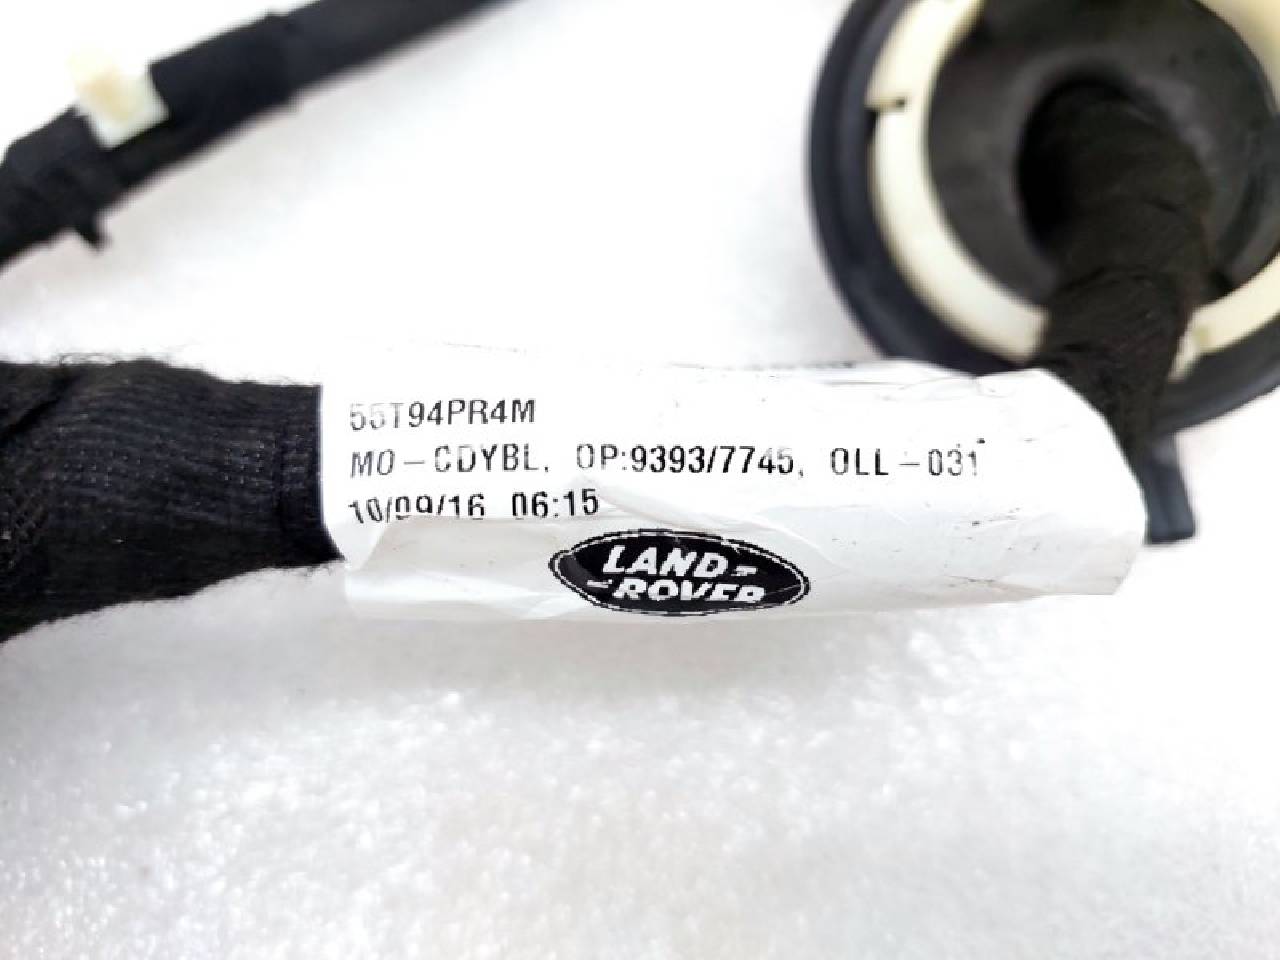 55T94PR4M
MO-CDYBL, OP:9393/7745, OLL-031
10/09/16 06:15
LAND-
-ROVER